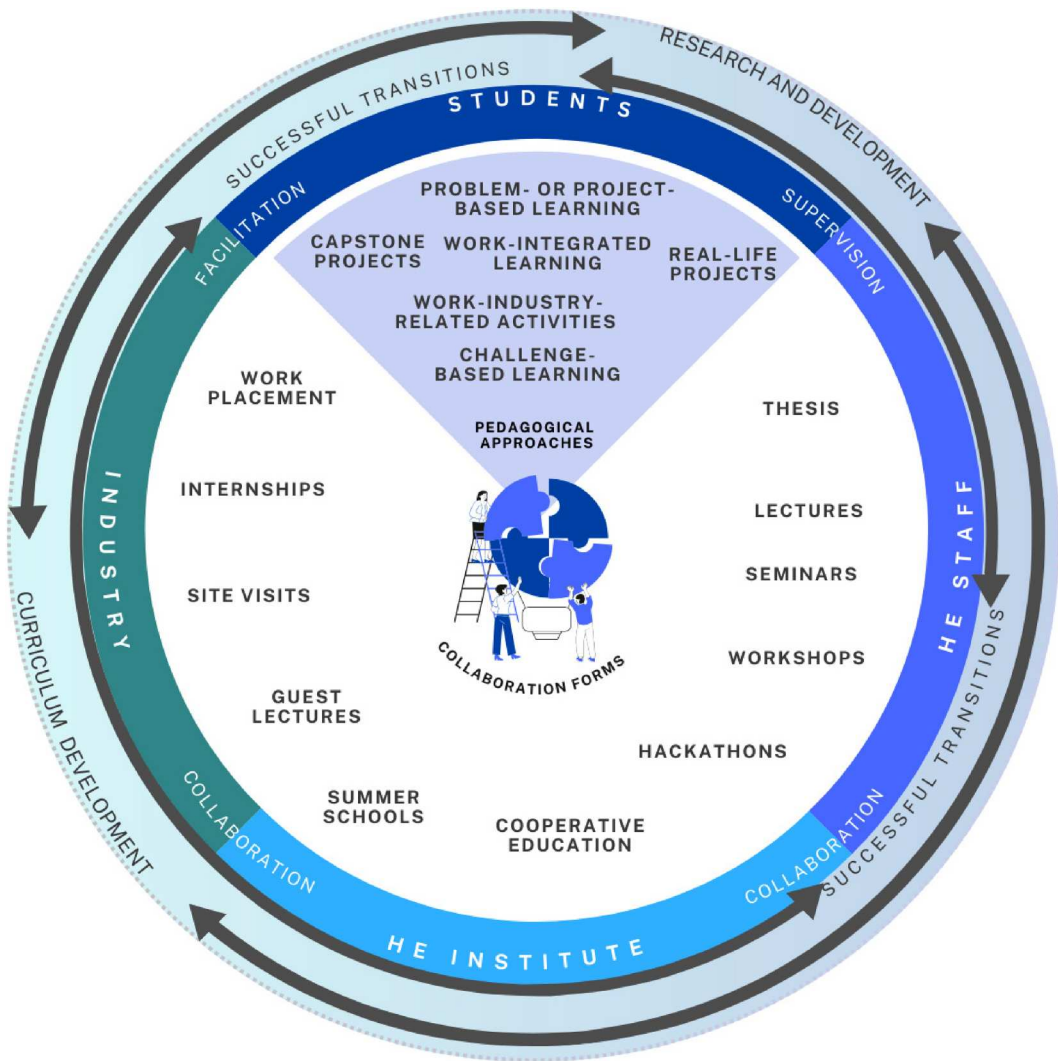 RESEARCH AND DEVELOPMENT
SUCCESSFUL TRANSITIONS
STUDENTS
FACILITATION
SUPERVISION
PROBLEM- OR PROJECT-
BASED LEARNING
CAPSTONE
PROJECTS
WORK-INTEGRATED
LEARNING
REAL-LIFE
PROJECTS
WORK-INDUSTRY-
RELATED ACTIVITIES
CHALLENGE-
BASED LEARNING
PEDAGOGICAL
APPROACHES
WORK
PLACEMENT
INTERNSHIPS
SITE VISITS
GUEST
LECTURES
SUMMER
SCHOOLS
COOPERATIVE
EDUCATION
HACKATHONS
WORKSHOPS
SEMINARS
LECTURES
THESIS
COLLABORATION FORMS
INDUSTRY
HE STAFF
CURRICULUM DEVELOPMENT
SUCCESSFUL TRANSITIONS
COLLABORATION
COLLABORATION
HE INSTITUTE